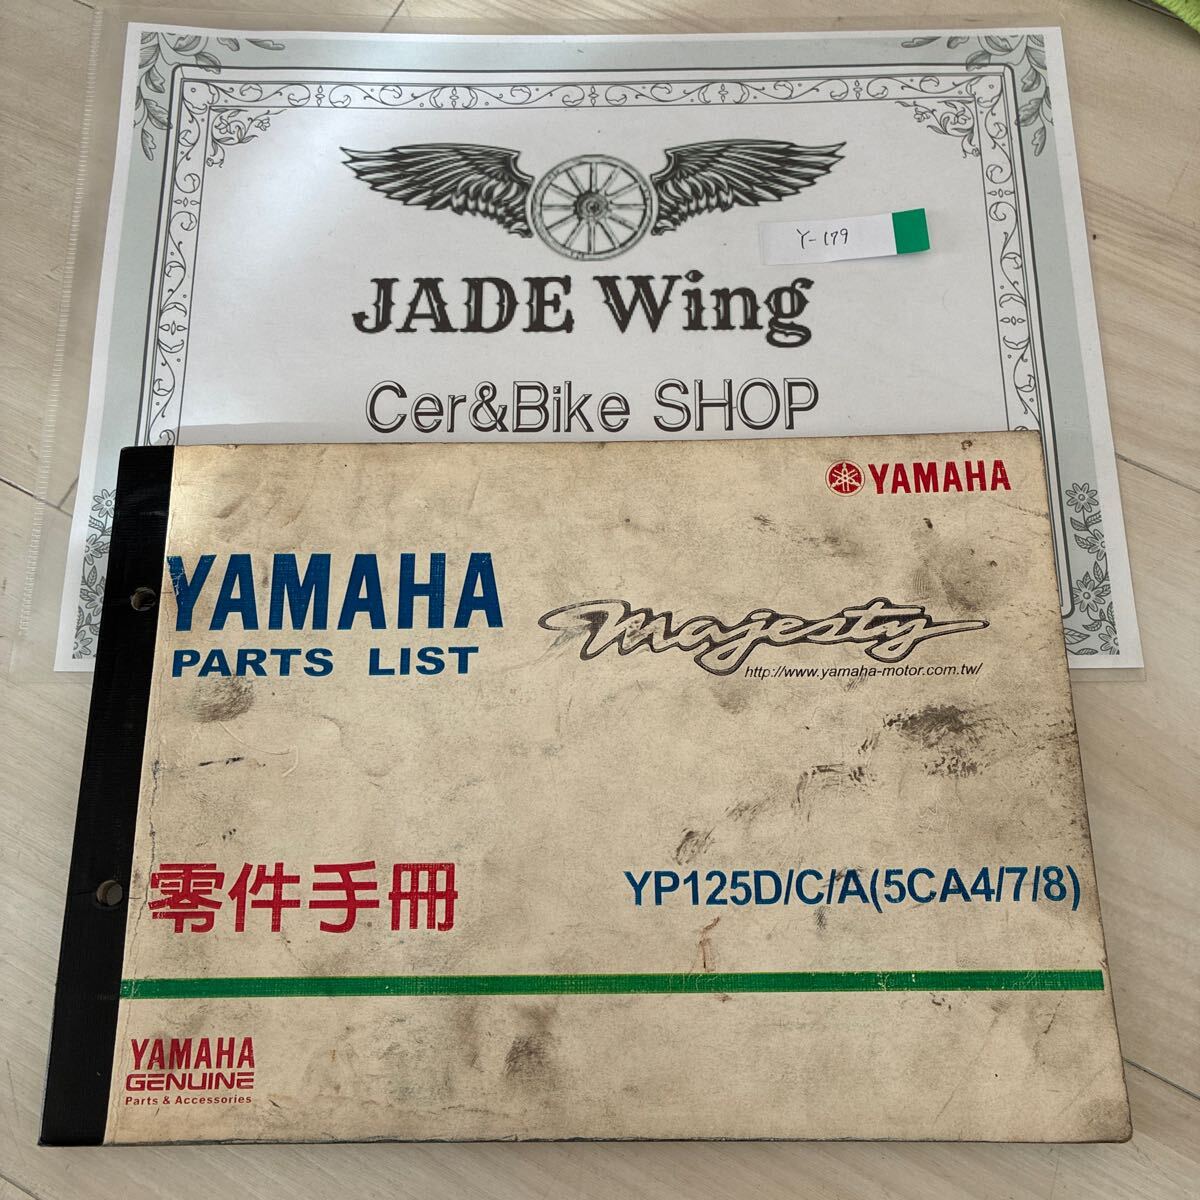 Y-179
JADE Wing
Cer&Bike SHOP
YAMAHA
YAMAHA
PARTS LIST
Majesty
http://www.yamaha-motor.com.tw/
零件手冊
YP125D/C/A(5CA4/7/8)
YAMAHA
GENUINE
Parts & Accessories